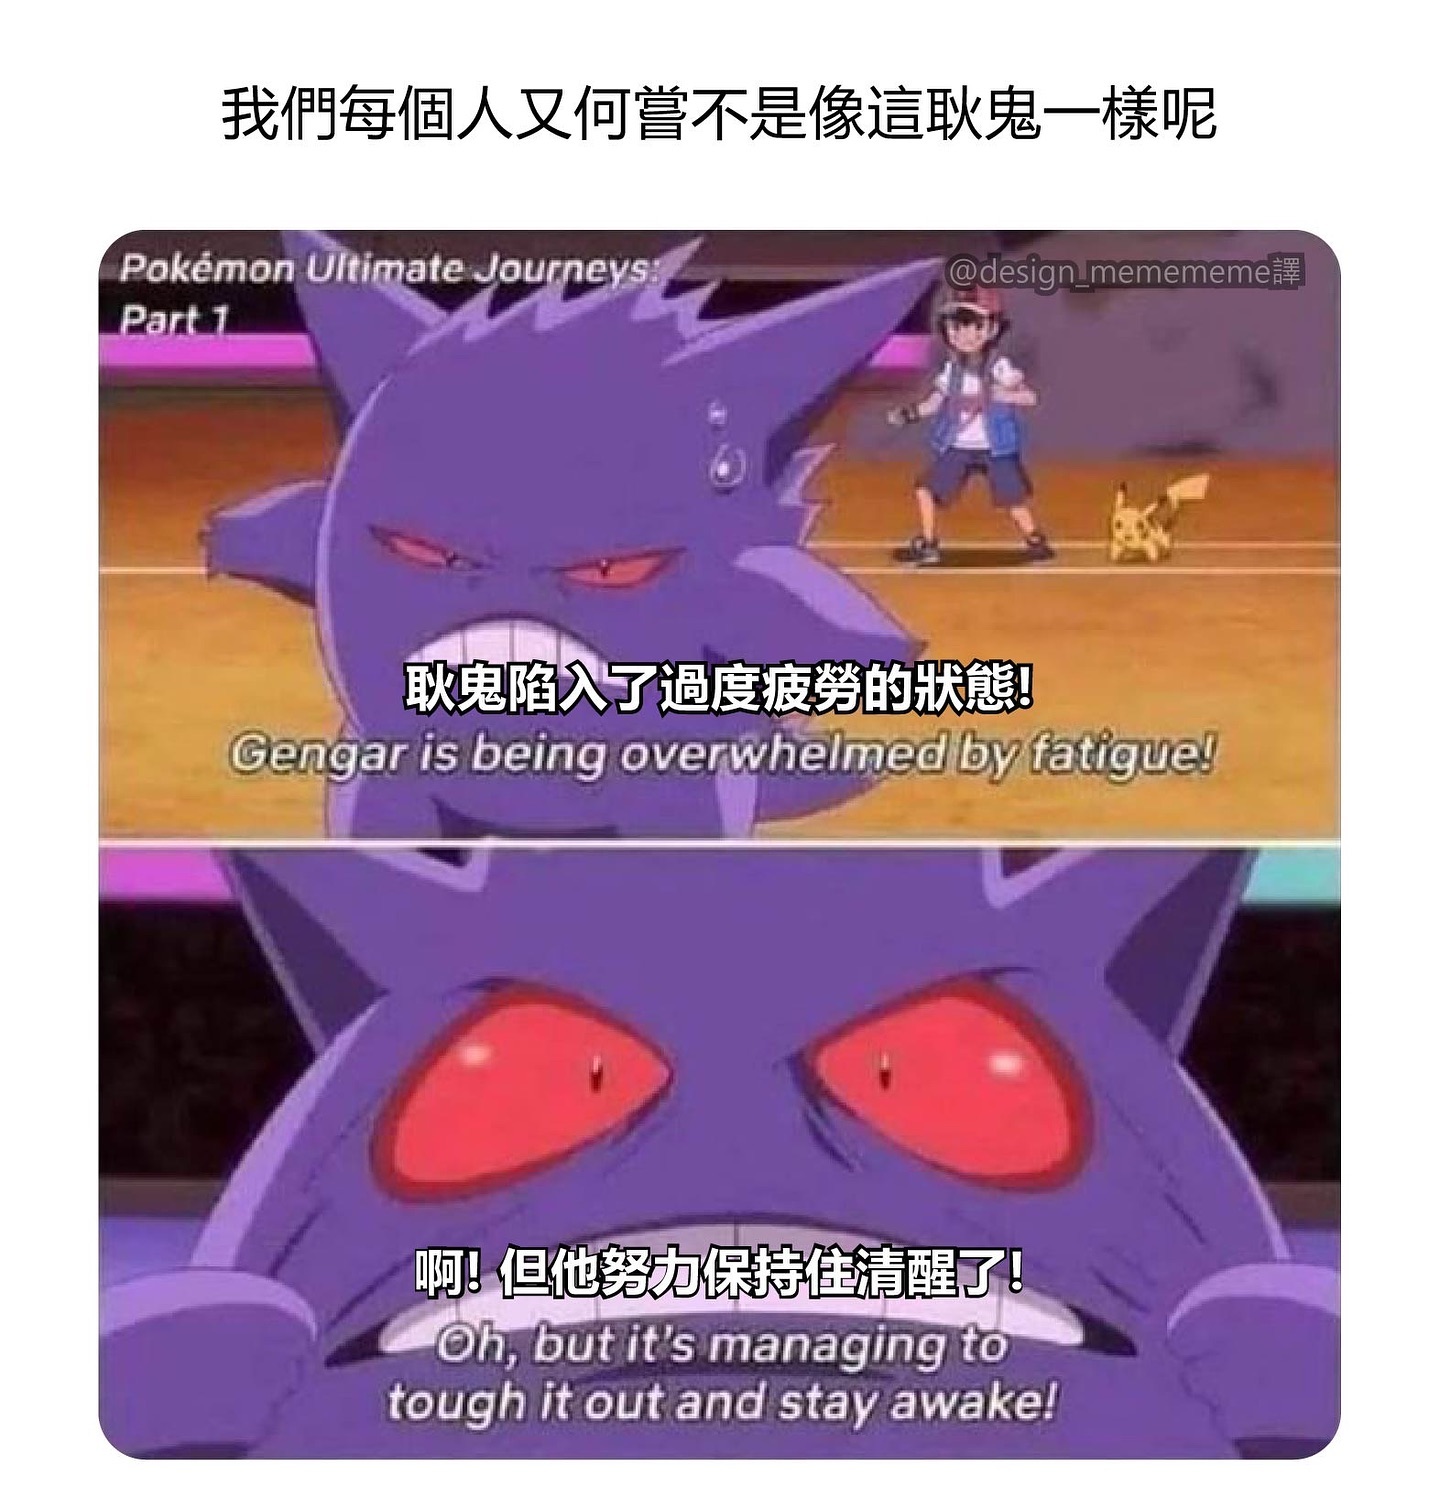 我們每個人又何嘗不是像這耿鬼一樣呢
Pokémon Ultimate Journeys:
Part 1
@design_memememe譯
耿鬼陷入了過度疲勞的狀態!
Gengar is being overwhelmed by fatigue!
啊! 但他努力保持住清醒了!
Oh, but it's managing to
tough it out and stay awake!